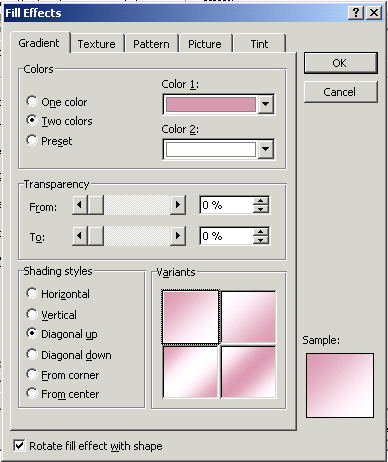 Fill Effects
Gradient Texture Pattern Picture Tint
OK
Cancel
Colors
One color
Two colors
Preset
Color 1:
Color 2:
Transparency
From: 0 %
To: 0 %
Shading styles
Horizontal
Vertical
Diagonal up
Diagonal down
From corner
From center
Variants
Sample:
Rotate fill effect with shape